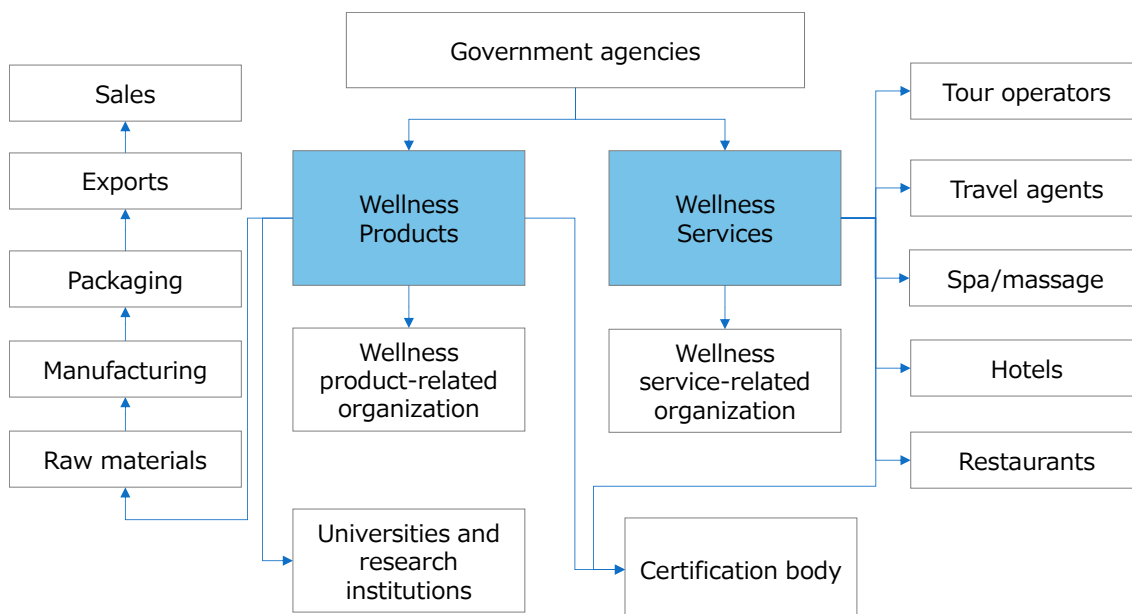 Government agencies
Sales
Exports
Packaging
Manufacturing
Raw materials
Wellness
Products
Wellness
Services
Wellness
product-related
organization
Wellness
service-related
organization
Universities and
research
institutions
Certification body
Tour operators
Travel agents
Spa/massage
Hotels
Restaurants